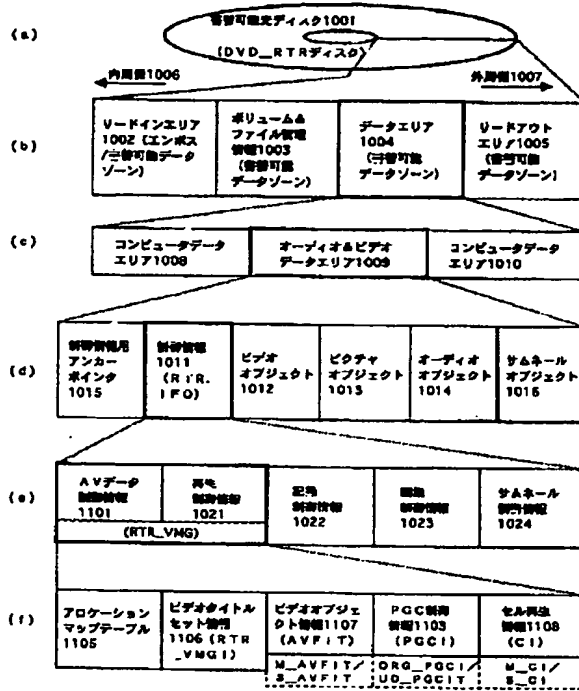 (a)
書替可能光ディスク1001
(DVD_RTRディスク)
内周側1006
外周側1007
(b)
リードインエリア
1002(エンボス
/書替可能データ
ゾーン)
ボリューム&
ファイル管理
情報1003
(書替可能
データゾーン)
データエリア
1004
(書替可能
データゾーン)
リードアウト
エリア1005
(書替可能
データゾーン)
(c)
コンピュータデータ
エリア1008
オーディオ&ビデオ
データエリア1009
コンピュータデータ
エリア1010
(d)
制御情報用
アンカー
ポインタ
1015
制御情報
1011
(RTR.
IFO)
ビデオ
オブジェクト
1012
ピクチャ
オブジェクト
1013
オーディオ
オブジェクト
1014
サムネール
オブジェクト
1016
(e)
AVデータ
制御情報
1101
再生
制御情報
1021
(RTR_VMG)
記録
制御情報
1022
編集
制御情報
1023
サムネール
制御情報
1024
(f)
アロケーション
マップテーブル
1105
ビデオタイトル
セット情報
1106(RTR
_VMGI)
ビデオオブジェ
クト情報1107
(AVFIT)
PGC制御
情報1103
(PGCI)
セル再生
情報1108
(CI)
M_AVFIT/
S_AVFIT
ORG_PGCI/
UD_PGCIT
M_CI/
S_CI